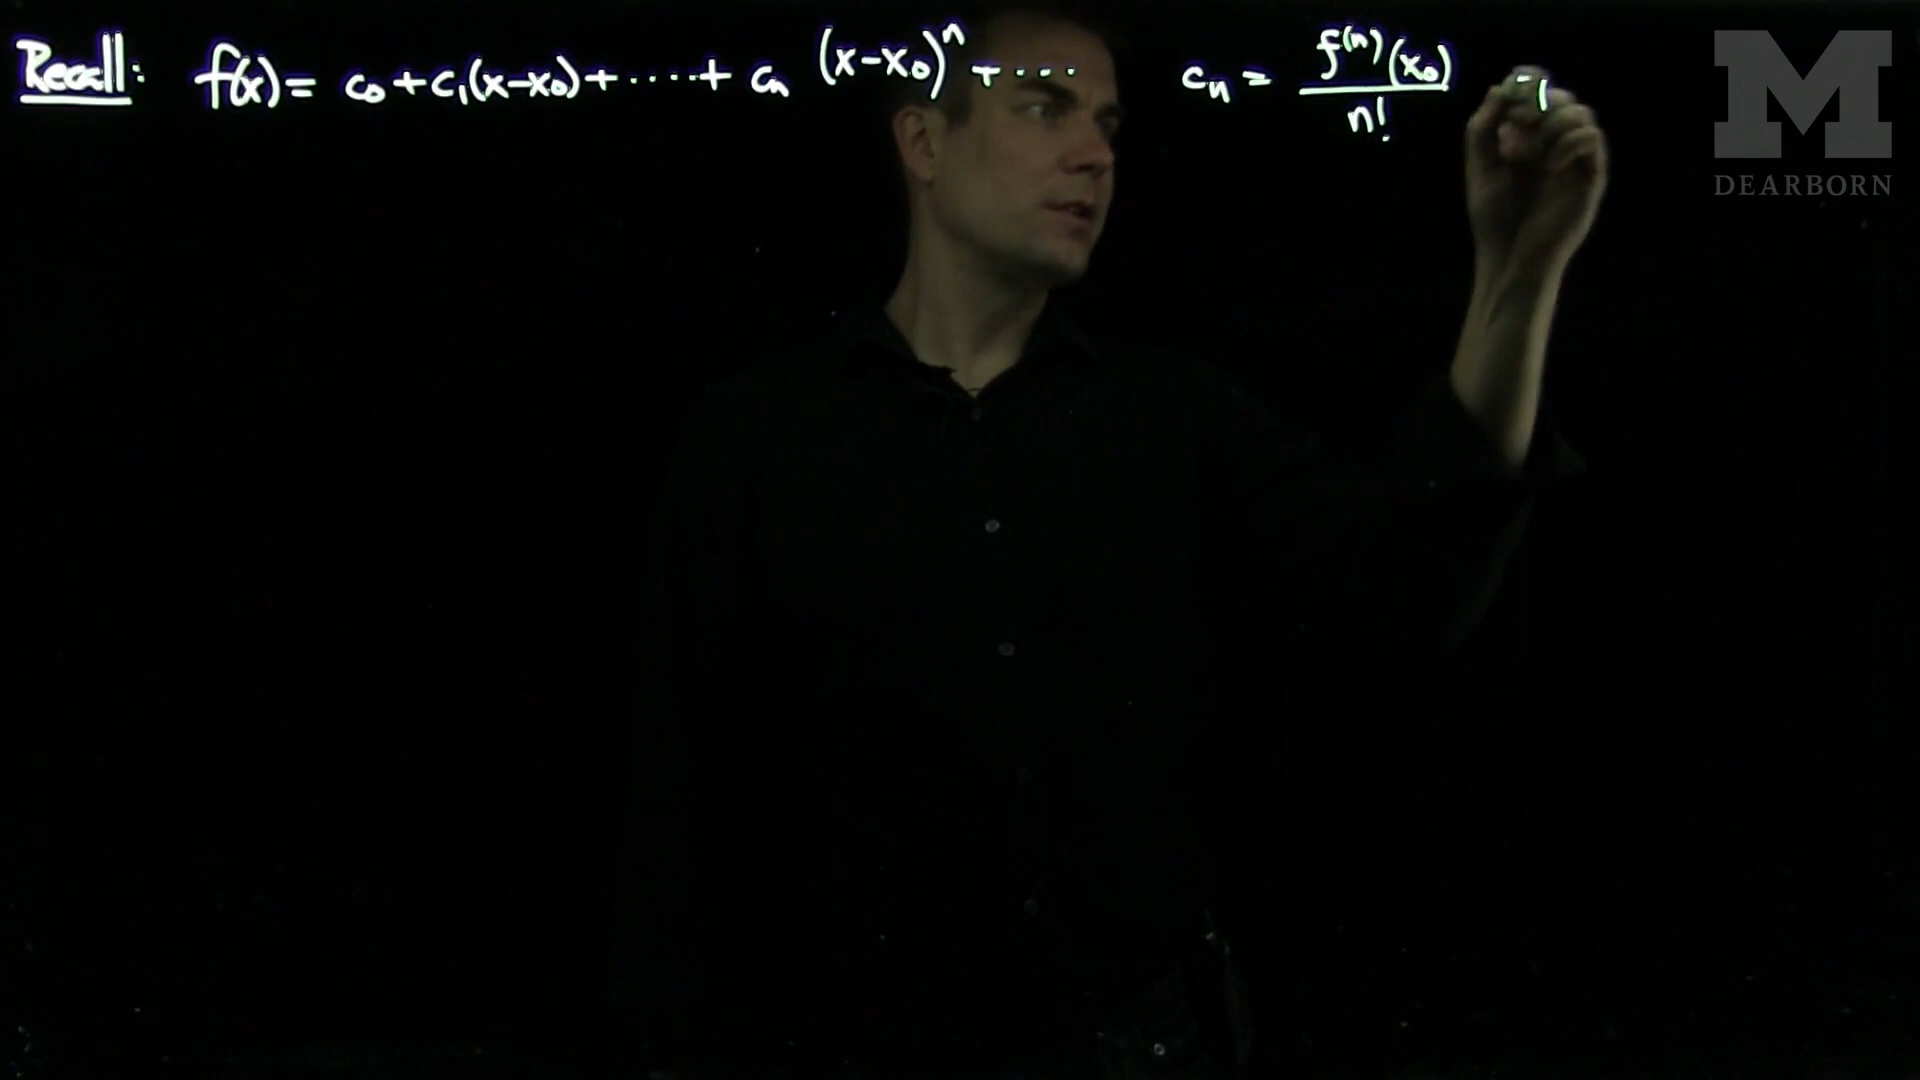 Recall: f(x) = c₀ + c₁(x-x₀) + ····+ cₙ (x-x₀)ⁿ + ··· cₙ = f⁽ⁿ⁾(x₀) / n!
M
DEARBORN